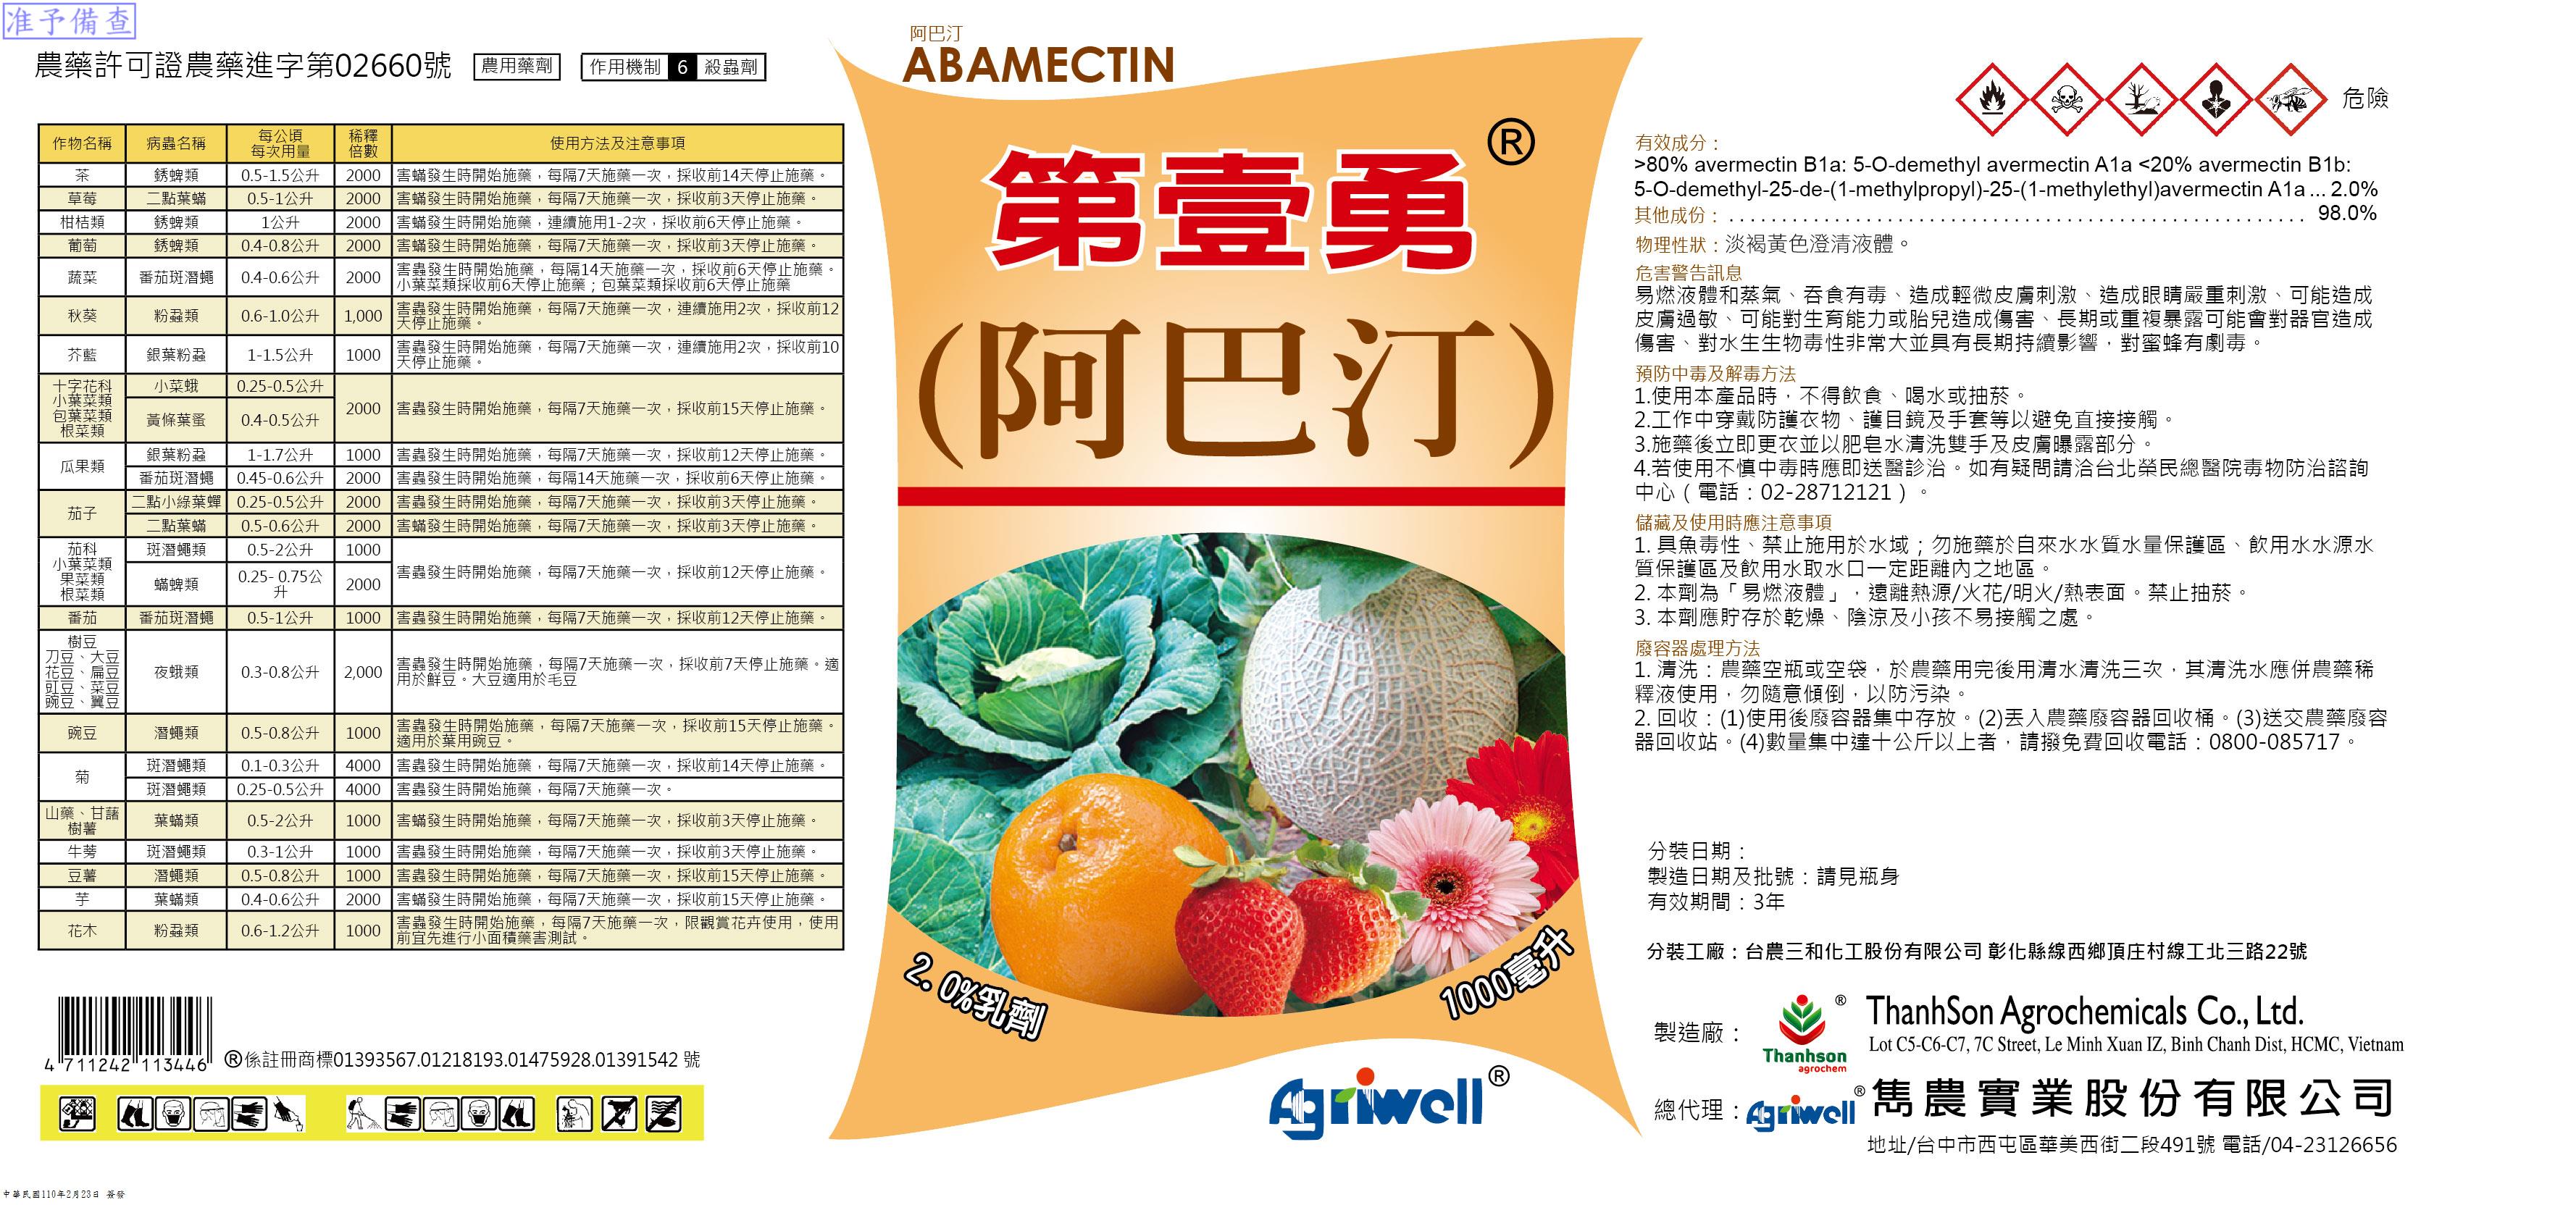 准予備查
農藥許可證農藥進字第02660號 農用藥劑 作用機制 6 殺蟲劑
作物名稱 病蟲名稱 每公頃每次用量 稀釋倍數 使用方法及注意事項
茶 銹蜱類 0.5-1.5公升 2000 害蟎發生時開始施藥，每隔7天施藥一次，採收前14天停止施藥。
草莓 二點葉蟎 0.5-1公升 2000 害蟎發生時開始施藥，每隔7天施藥一次，採收前3天停止施藥。
柑桔類 銹蜱類 1公升 2000 害蟎發生時開始施藥，連續施用1-2次，採收前6天停止施藥。
葡萄 銹蜱類 0.4-0.8公升 2000 害蟎發生時開始施藥，每隔7天施藥一次，採收前3天停止施藥。
蔬菜 番茄斑潛蠅 0.4-0.6公升 2000 害蟲發生時開始施藥，每隔14天施藥一次，採收前6天停止施藥。
小葉菜類採收前6天停止施藥；包葉菜類採收前6天停止施藥
秋葵 粉蝨類 0.6-1.0公升 1,000 害蟲發生時開始施藥，每隔7天施藥一次，連續施用2次，採收前12
天停止施藥。
芥藍 銀葉粉蝨 1-1.5公升 1000 害蟲發生時開始施藥，每隔7天施藥一次，連續施用2次，採收前10
天停止施藥。
十字花科
小葉菜類
包葉菜類
根菜類
小菜蛾 0.25-0.5公升
黃條葉蚤 0.4-0.5公升
2000 害蟲發生時開始施藥，每隔7天施藥一次，採收前15天停止施藥。
瓜果類 銀葉粉蝨 1-1.7公升 1000 害蟲發生時開始施藥，每隔7天施藥一次，採收前12天停止施藥。
番茄斑潛蠅 0.45-0.6公升 2000 害蟲發生時開始施藥，每隔14天施藥一次，採收前6天停止施藥。
茄子 二點小綠葉蟬 0.25-0.5公升 2000 害蟲發生時開始施藥，每隔7天施藥一次，採收前3天停止施藥。
二點葉蟎 0.5-0.6公升 2000 害蟎發生時開始施藥，每隔7天施藥一次，採收前3天停止施藥。
茄科
小葉菜類
果菜類
根菜類
斑潛蠅類 0.5-2公升 1000
蟎蜱類 0.25- 0.75公升 2000
害蟲發生時開始施藥，每隔7天施藥一次，採收前12天停止施藥。
番茄 番茄斑潛蠅 0.5-1公升 1000 害蟲發生時開始施藥，每隔7天施藥一次，採收前12天停止施藥。
樹豆
刀豆、大豆
花豆、扁豆
豇豆、菜豆
豌豆、翼豆
夜蛾類 0.3-0.8公升 2,000 害蟲發生時開始施藥，每隔7天施藥一次，採收前7天停止施藥。適
用於鮮豆。大豆適用於毛豆
豌豆 潛蠅類 0.5-0.8公升 1000 害蟲發生時開始施藥，每隔7天施藥一次，採收前15天停止施藥。
適用於葉用豌豆。
菊 斑潛蠅類 0.1-0.3公升 4000 害蟲發生時開始施藥，每隔7天施藥一次，採收前14天停止施藥。
斑潛蠅類 0.25-0.5公升 4000 害蟲發生時開始施藥，每隔7天施藥一次。
山藥、甘藷
樹薯
葉蟎類 0.5-2公升 1000 害蟎發生時開始施藥，每隔7天施藥一次，採收前3天停止施藥。
牛蒡 斑潛蠅類 0.3-1公升 1000 害蟲發生時開始施藥，每隔7天施藥一次，採收前3天停止施藥。
豆薯 潛蠅類 0.5-0.8公升 1000 害蟲發生時開始施藥，每隔7天施藥一次，採收前15天停止施藥。
芋 葉蟎類 0.4-0.6公升 2000 害蟎發生時開始施藥，每隔7天施藥一次，採收前15天停止施藥。
花木 粉蝨類 0.6-1.2公升 1000 害蟲發生時開始施藥，每隔7天施藥一次，限觀賞花卉使用，使用
前宜先進行小面積藥害測試。
4 711242 113446
®係註冊商標01393567.01218193.01475928.01391542 號
中華民國110年2月23日 簽發
阿巴汀
ABAMECTIN
第壹勇®
(阿巴汀)
2.0%乳劑
1000毫升
Agriwell®
危險
有效成分：
>80% avermectin B1a: 5-O-demethyl avermectin A1a <20% avermectin B1b:
5-O-demethyl-25-de-(1-methylpropyl)-25-(1-methylethyl)avermectin A1a ... 2.0%
其他成份：........................................................ 98.0%
物理性狀：淡褐黃色澄清液體。
危害警告訊息
易燃液體和蒸氣、吞食有毒、造成輕微皮膚刺激、造成眼睛嚴重刺激、可能造成
皮膚過敏、可能對生育能力或胎兒造成傷害、長期或重複暴露可能會對器官造成
傷害、對水生生物毒性非常大並具有長期持續影響，對蜜蜂有劇毒。
預防中毒及解毒方法
1.使用本產品時，不得飲食、喝水或抽菸。
2.工作中穿戴防護衣物、護目鏡及手套等以避免直接接觸。
3.施藥後立即更衣並以肥皂水清洗雙手及皮膚曝露部分。
4.若使用不慎中毒時應即送醫診治。如有疑問請洽台北榮民總醫院毒物防治諮詢
中心（電話：02-28712121）。
儲藏及使用時應注意事項
1. 具魚毒性、禁止施用於水域；勿施藥於自來水水質水量保護區、飲用水水源水
質保護區及飲用水取水口一定距離內之地區。
2. 本劑為「易燃液體」，遠離熱源/火花/明火/熱表面。禁止抽菸。
3. 本劑應貯存於乾燥、陰涼及小孩不易接觸之處。
廢容器處理方法
1. 清洗：農藥空瓶或空袋，於農藥用完後用清水清洗三次，其清洗水應併農藥稀
釋液使用，勿隨意傾倒，以防污染。
2. 回收：(1)使用後廢容器集中存放。(2)丟入農藥廢容器回收桶。(3)送交農藥廢容
器回收站。(4)數量集中達十公斤以上者，請撥免費回收電話：0800-085717。
分裝日期：
製造日期及批號：請見瓶身
有效期間：3年
分裝工廠：台農三和化工股份有限公司 彰化縣線西鄉頂庄村線工北三路22號
製造廠： Thanhson agrochem ® ThanhSon Agrochemicals Co., Ltd.
Lot C5-C6-C7, 7C Street, Le Minh Xuan IZ, Binh Chanh Dist, HCMC, Vietnam
總代理：Agriwell® 雋農實業股份有限公司
地址/台中市西屯區華美西街二段491號 電話/04-23126656